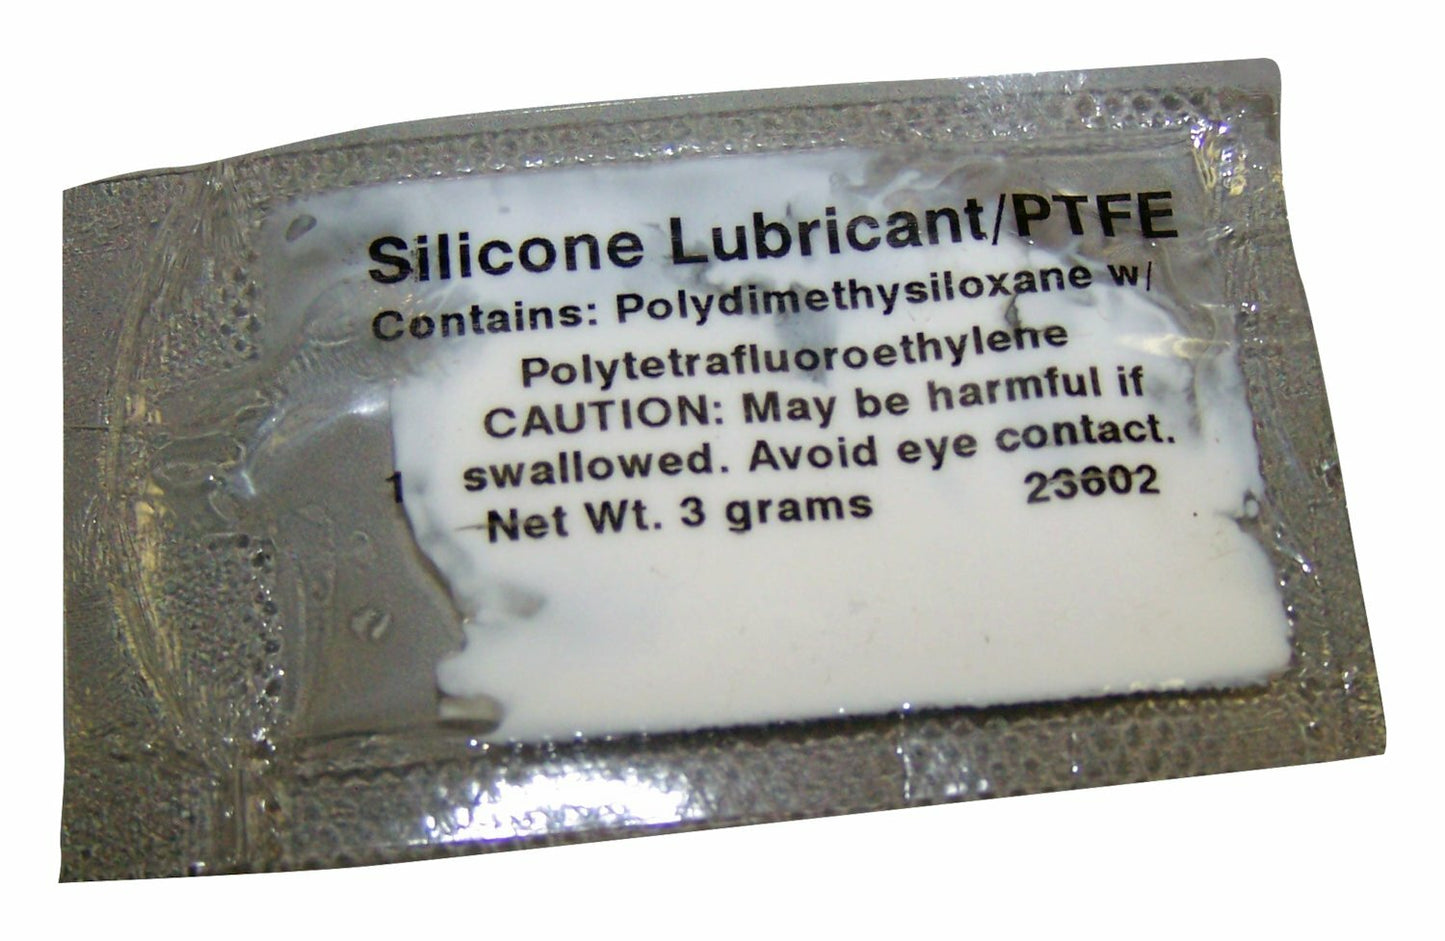 Silicone Lubricant/PTFE
Contains: Polydimethysiloxane w/
Polytetrafluoroethylene
CAUTION: May be harmful if
swallowed. Avoid eye contact.
1 Net Wt. 3 grams 23602